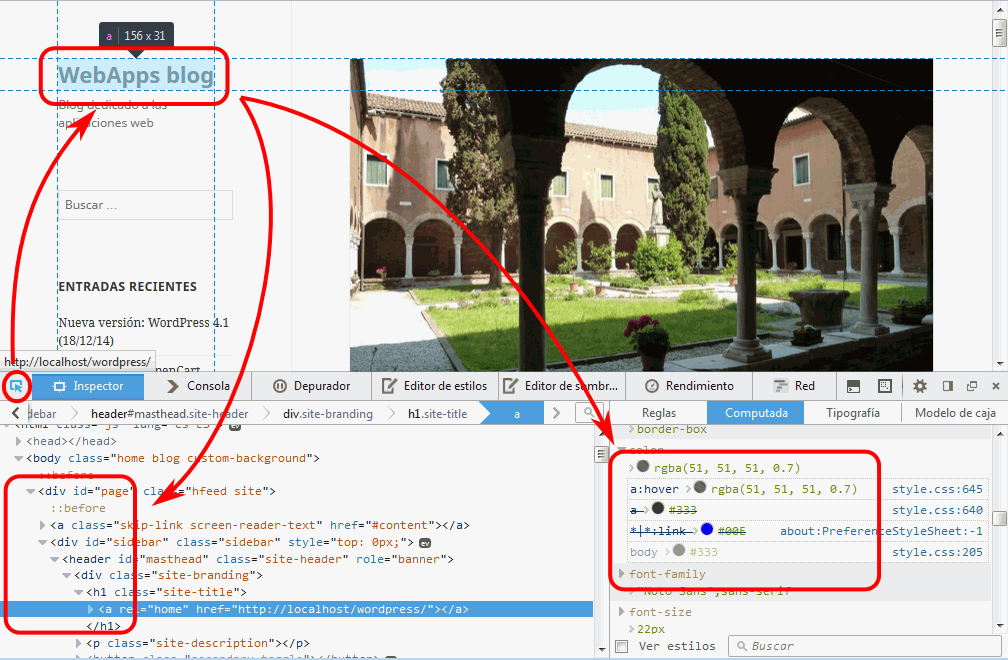 a 156 x 31
WebApps blog
Blog dedicado a las
aplicaciones web
Buscar ...
ENTRADAS RECIENTES
Nueva versión: WordPress 4.1
(18/12/14)
http://localhost/wordpress/
penCart
Inspector Consola Depurador Editor de estilos Editor de sombr... Rendimiento Red
debar header#masthead.site-header div.site-branding h1.site-title a
Reglas Computada Tipografía Modelo de caja
<head></head>
<body class="home blog custom-background">
::before
<div id="page" class="hfeed site">
::before
<a class="skip-link screen-reader-text" href="#content"></a>
<div id="sidebar" class="sidebar" style="top: 0px;"> ev
<header id="masthead" class="site-header" role="banner">
<div class="site-branding">
<h1 class="site-title">
<a rel="home" href="http://localhost/wordpress/"></a>
</h1>
<p class="site-description"></p>
border-box
color
rgba(51, 51, 51, 0.7)
a:hover rgba(51, 51, 51, 0.7) style.css:645
a #333 style.css:640
*|*:link #00E about:PreferenceStyleSheet:-1
body #333 style.css:205
font-family
"Noto Sans",sans-serif
font-size
22px
Ver estilos Buscar